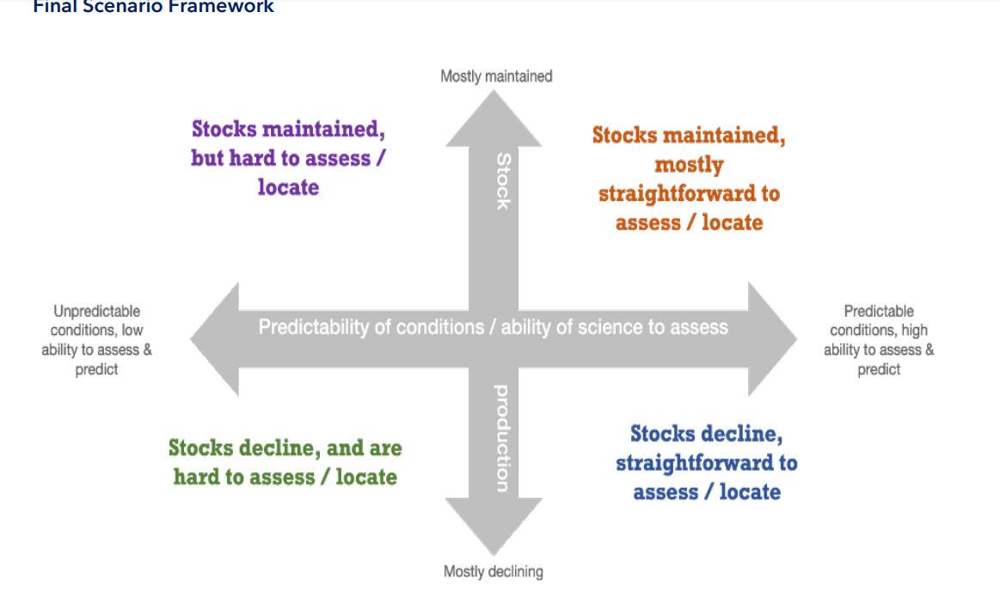 Final Scenario Framework
Mostly maintained
Stocks maintained,
but hard to assess /
locate
Stocks maintained,
mostly
straightforward to
assess / locate
Stock
Unpredictable
conditions, low
ability to assess &
predict
Predictability of conditions / ability of science to assess
Predictable
conditions, high
ability to assess &
predict
production
Stocks decline, and are
hard to assess / locate
Stocks decline,
straightforward to
assess / locate
Mostly declining